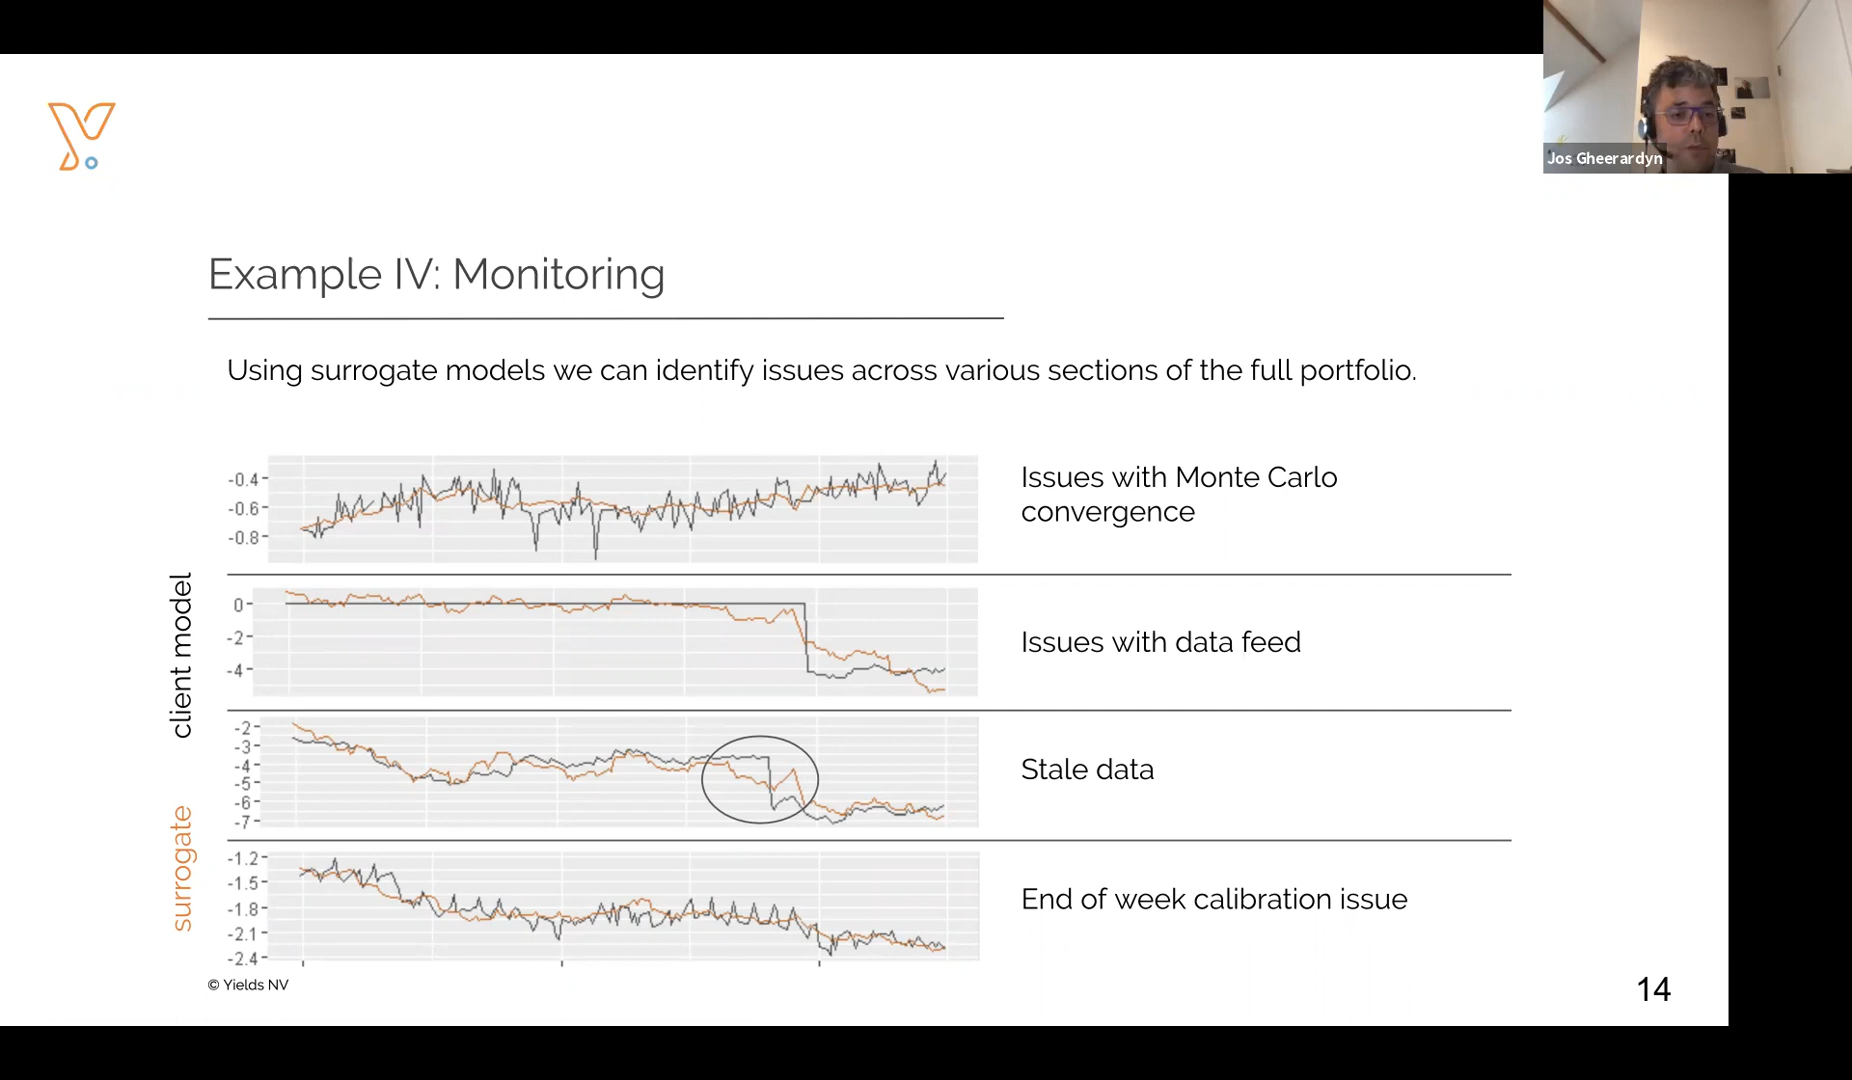 Jos Gheerardyn
Example IV: Monitoring
Using surrogate models we can identify issues across various sections of the full portfolio.
-0.4
-0.6
-0.8
Issues with Monte Carlo
convergence
client model
0
-2
-4
Issues with data feed
-2
-3
-4
-5
-6
-7
Stale data
surrogate
-1.2
-1.5
-1.8
-2.1
-2.4
End of week calibration issue
© Yields NV
14